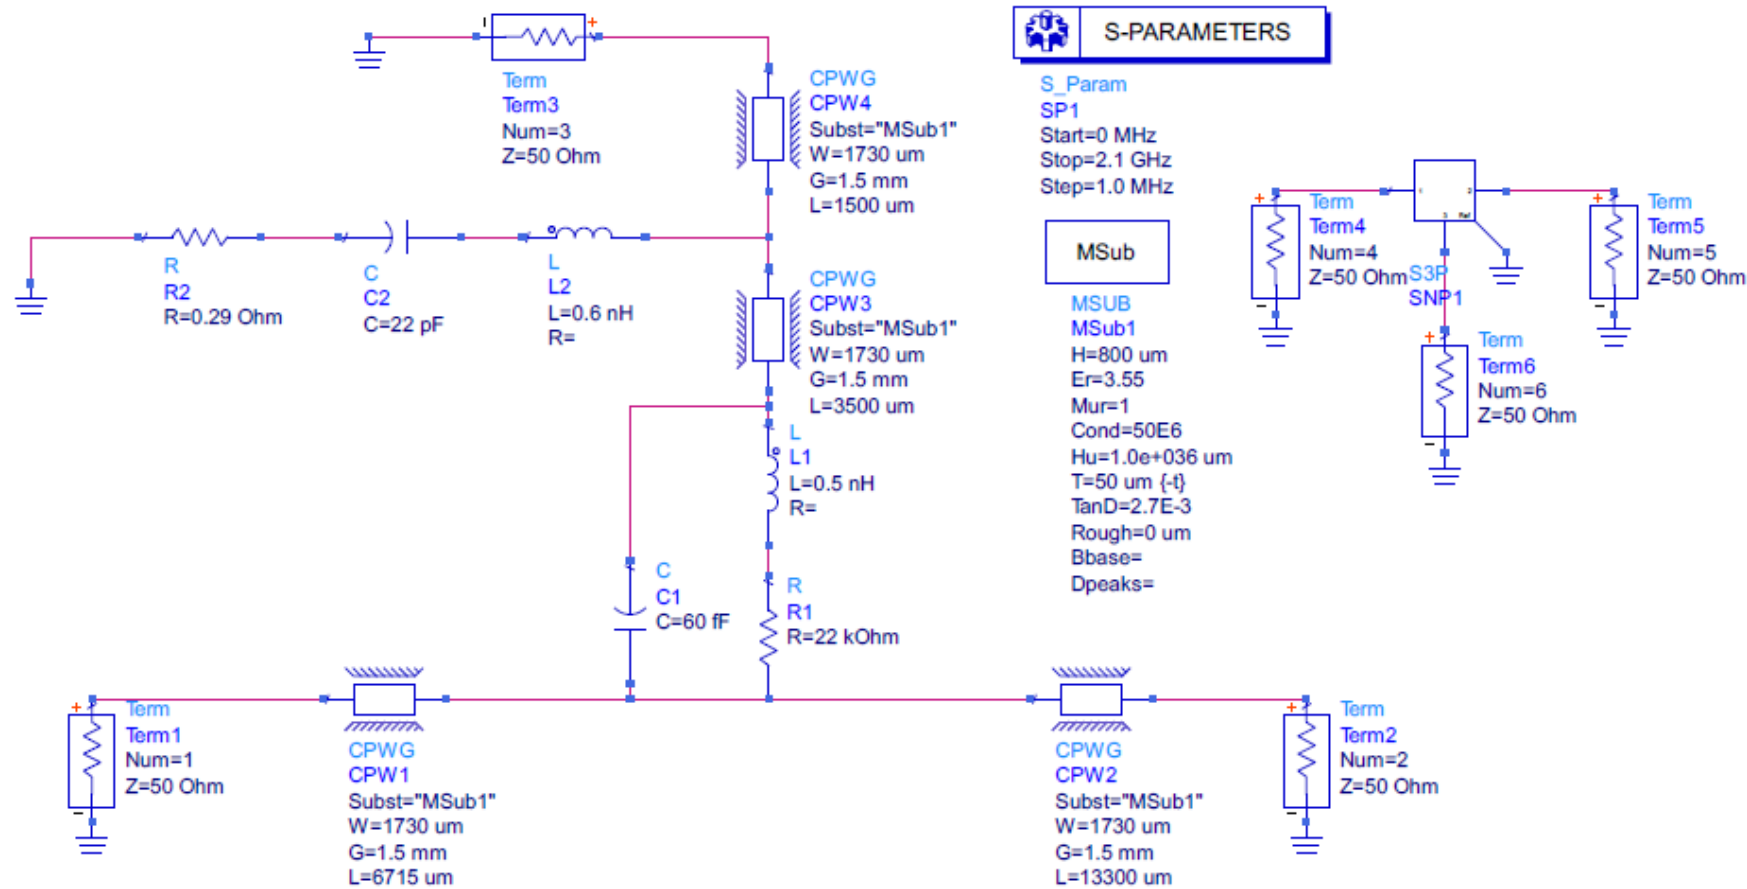 S-PARAMETERS
S_Param
SP1
Start=0 MHz
Stop=2.1 GHz
Step=1.0 MHz
Term
Term3
Num=3
Z=50 Ohm
CPWG
CPW4
Subst="MSub1"
W=1730 um
G=1.5 mm
L=1500 um
R
R2
R=0.29 Ohm
C
C2
C=22 pF
L
L2
L=0.6 nH
R=
CPWG
CPW3
Subst="MSub1"
W=1730 um
G=1.5 mm
L=3500 um
MSub
MSUB
MSub1
H=800 um
Er=3.55
Mur=1
Cond=50E6
Hu=1.0e+036 um
T=50 um {-t}
TanD=2.7E-3
Rough=0 um
Bbase=
Dpeaks=
Term
Term4
Num=4
Z=50 Ohm
1
2
3
Ref
S3P
SNP1
Term
Term5
Num=5
Z=50 Ohm
Term
Term6
Num=6
Z=50 Ohm
L
L1
L=0.5 nH
R=
C
C1
C=60 fF
R
R1
R=22 kOhm
Term
Term1
Num=1
Z=50 Ohm
CPWG
CPW1
Subst="MSub1"
W=1730 um
G=1.5 mm
L=6715 um
CPWG
CPW2
Subst="MSub1"
W=1730 um
G=1.5 mm
L=13300 um
Term
Term2
Num=2
Z=50 Ohm